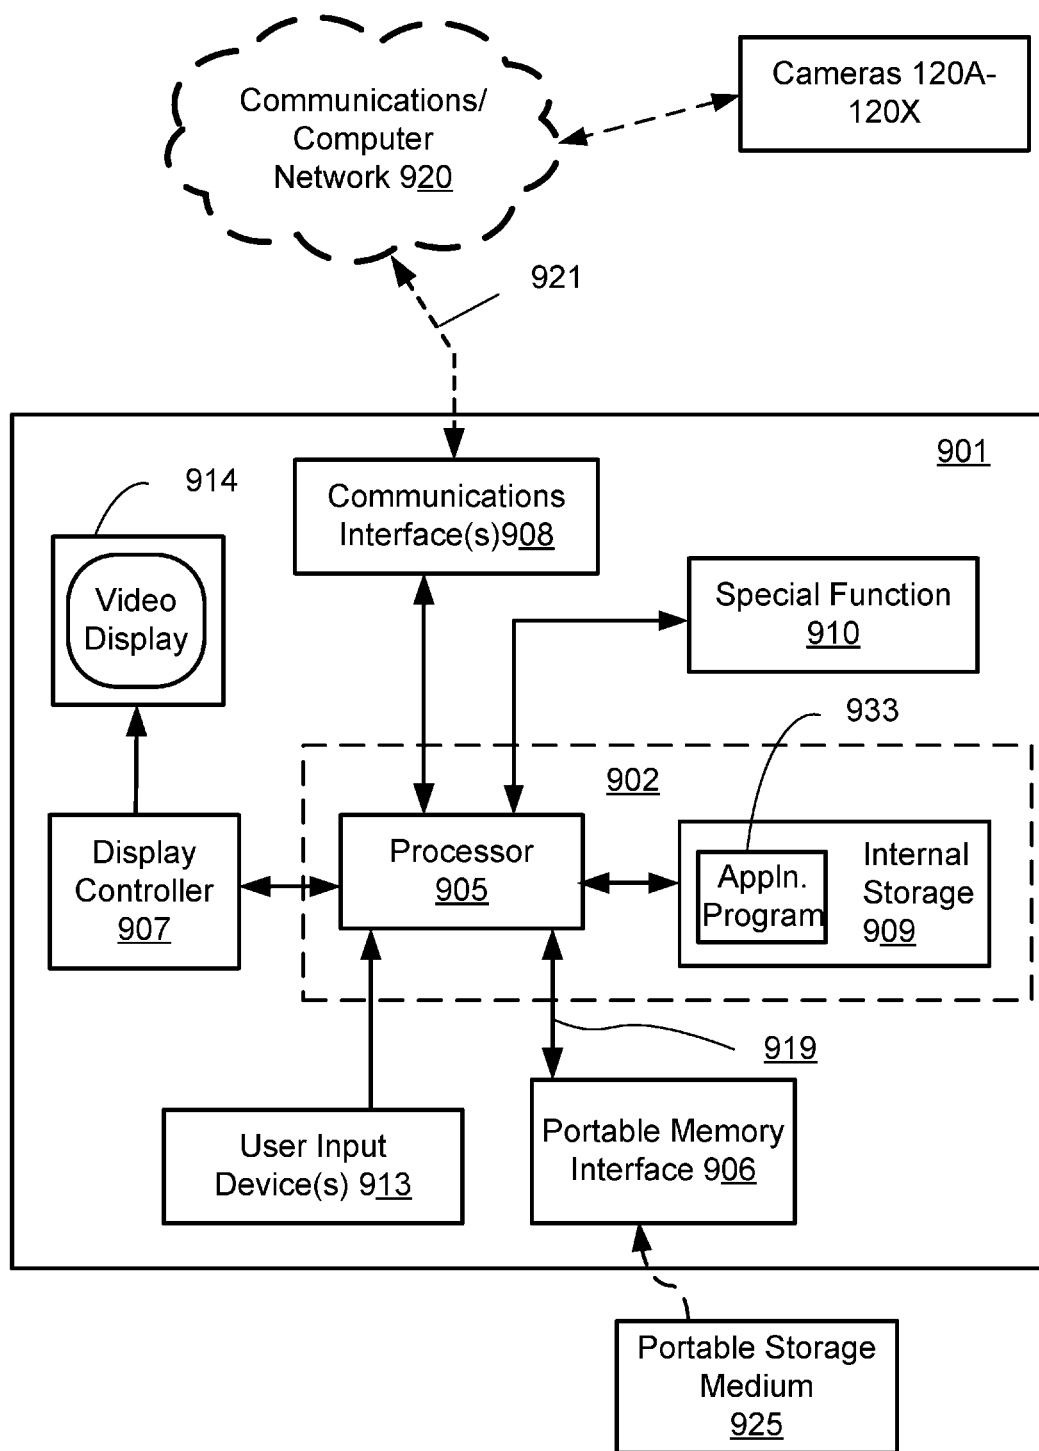 Communications/
Computer
Network 920
Cameras 120A-
120X
921
901
914
Communications
Interface(s)908
Video
Display
Special Function
910
933
902
Display
Controller
907
Processor
905
Appln.
Program
Internal
Storage
909
919
User Input
Device(s) 913
Portable Memory
Interface 906
Portable Storage
Medium
925